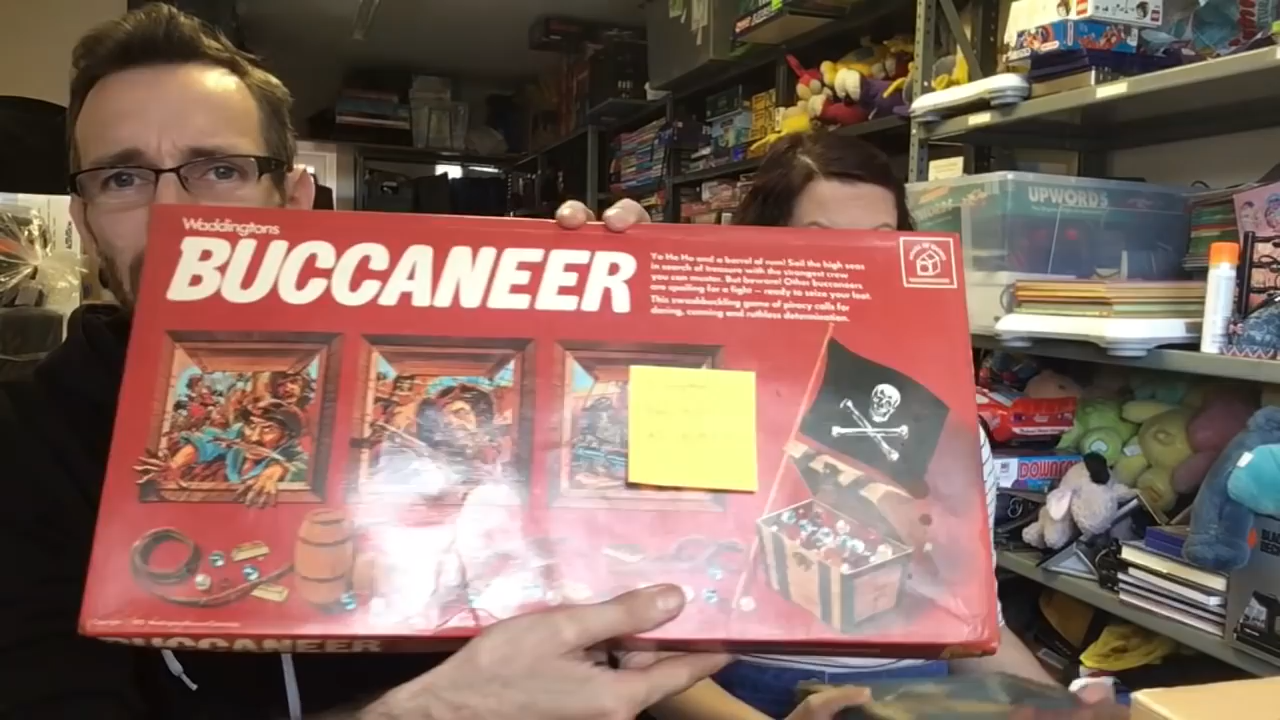 Waddingtons
BUCCANEER
Yo Ho Ho and a barrel of rum! Sail the high seas
in search of treasure with the strangest crew
you can muster. But beware! Other buccaneers
are spoiling for a fight – ready to seize your loot.
This swashbuckling game of piracy calls for
daring, cunning and ruthless determination.
BUCCANEER
UPWORDS